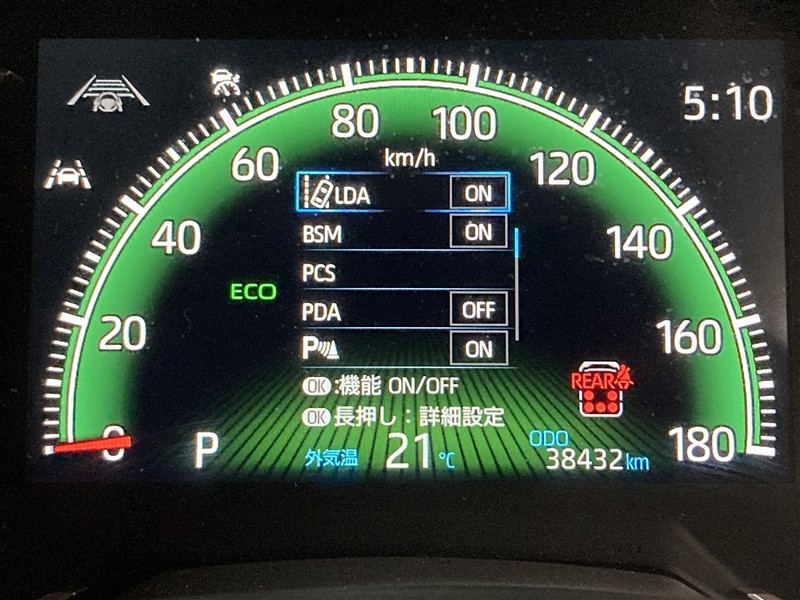 5:10
80 100
km/h
60 120
40 140
20 160
0 180
LDA ON
BSM ON
PCS
PDA OFF
P ON
ECO
OK:機能 ON/OFF
OK長押し:詳細設定
REAR
P
外気温 21℃
ODO
38432km